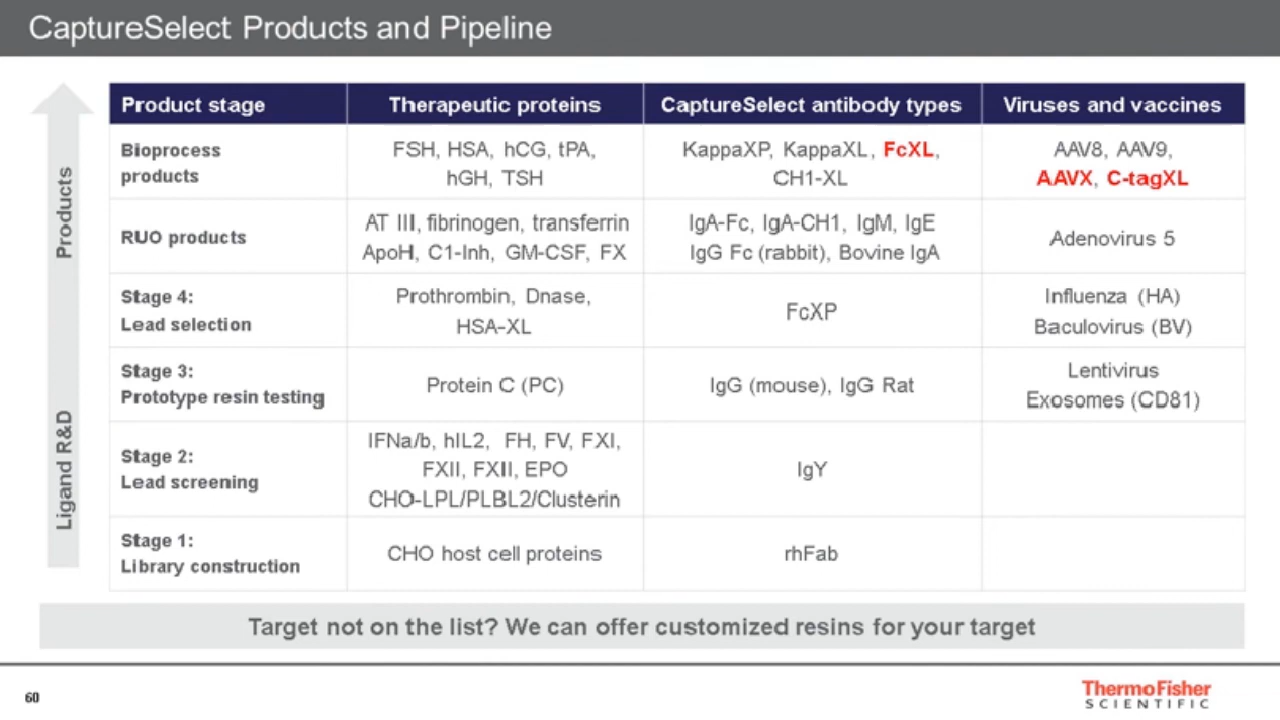 CaptureSelect Products and Pipeline
Product stage
Therapeutic proteins
CaptureSelect antibody types
Viruses and vaccines
Bioprocess
products
FSH, HSA, hCG, tPA,
hGH, TSH
KappaXP, KappaXL, FcXL,
CH1-XL
AAV8, AAV9,
AAVX, C-tagXL
RUO products
AT III, fibrinogen, transferrin
ApoH, C1-Inh, GM-CSF, FX
IgA-Fc, IgA-CH1, IgM, IgE
IgG Fc (rabbit), Bovine IgA
Adenovirus 5
Stage 4:
Lead selection
Prothrombin, Dnase,
HSA-XL
FcXP
Influenza (HA)
Baculovirus (BV)
Stage 3:
Prototype resin testing
Protein C (PC)
IgG (mouse), IgG Rat
Lentivirus
Exosomes (CD81)
Stage 2:
Lead screening
IFNa/b, hIL2, FH, FV, FXI,
FXII, FXII, EPO
CHO-LPL/PLBL2/Clusterin
IgY
Stage 1:
Library construction
CHO host cell proteins
rhFab
Products
Ligand R&D
Target not on the list? We can offer customized resins for your target
60
ThermoFisher
SCIENTIFIC